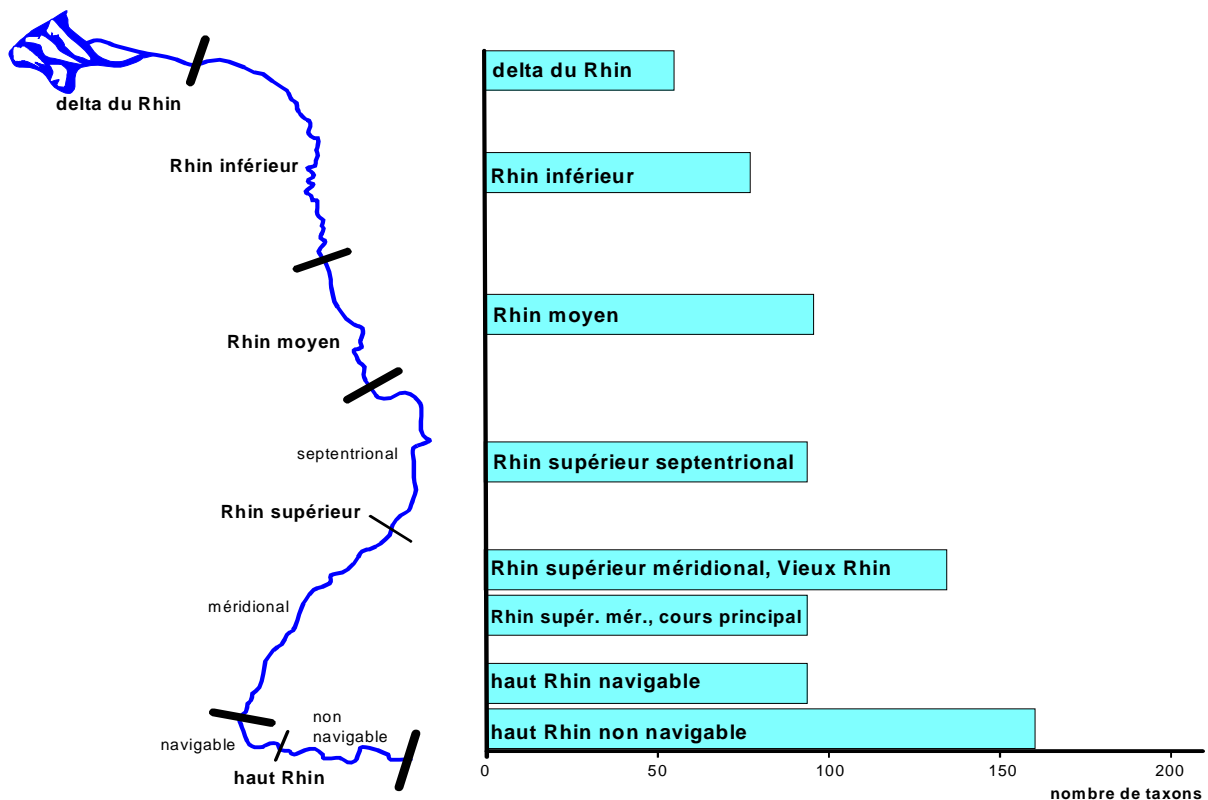 delta du Rhin
Rhin inférieur
Rhin moyen
septentrional
Rhin supérieur
méridional
navigable
non
navigable
haut Rhin
delta du Rhin
Rhin inférieur
Rhin moyen
Rhin supérieur septentrional
Rhin supérieur méridional, Vieux Rhin
Rhin supér. mér., cours principal
haut Rhin navigable
haut Rhin non navigable
0 50 100 150 200
nombre de taxons